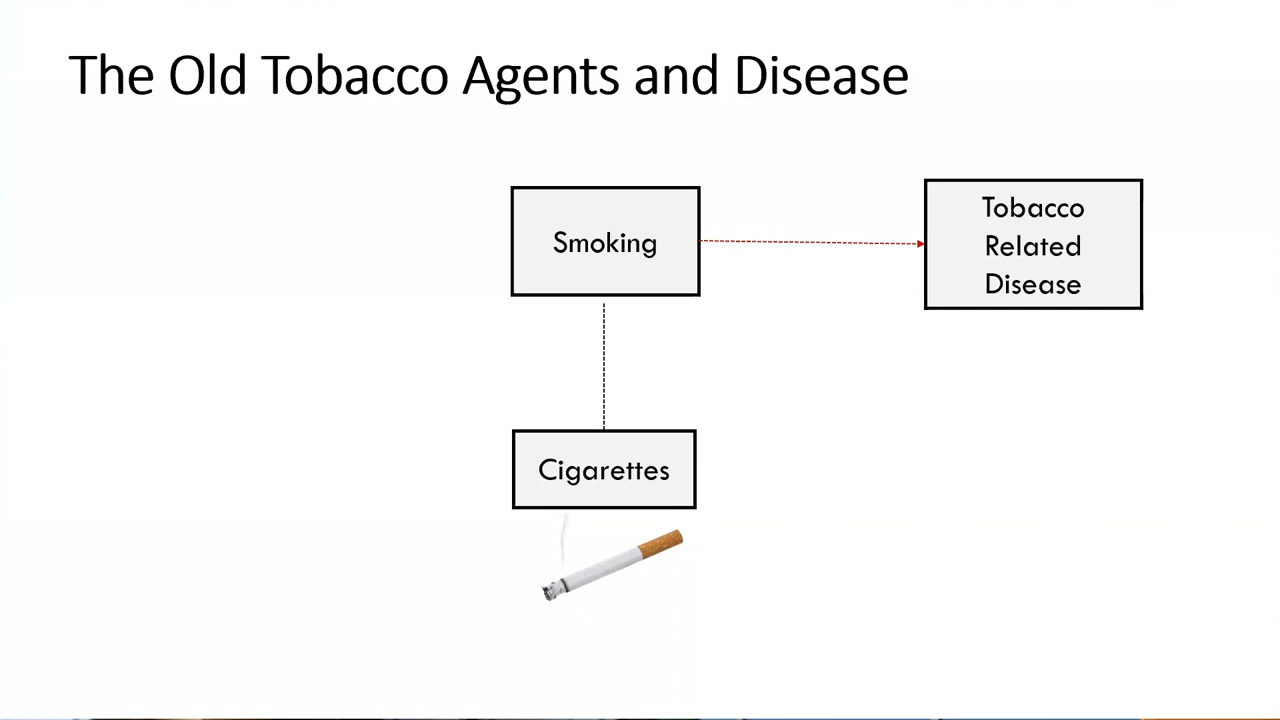 The Old Tobacco Agents and Disease
Smoking
Tobacco
Related
Disease
Cigarettes